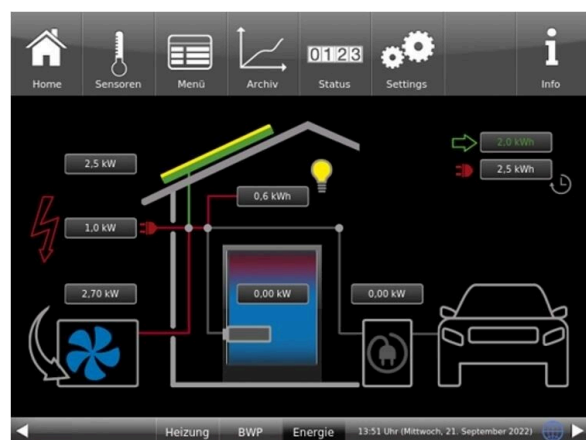 Home Sensoren Menü Archiv 0123 Status Settings i Info
2,5 kW
2,0 kWh
2,5 kWh
0,6 kWh
1,0 kW
2,70 kW
0,00 kW
0,00 kW
Heizung BWP Energie 13:51 Uhr (Mittwoch, 21. September 2022)